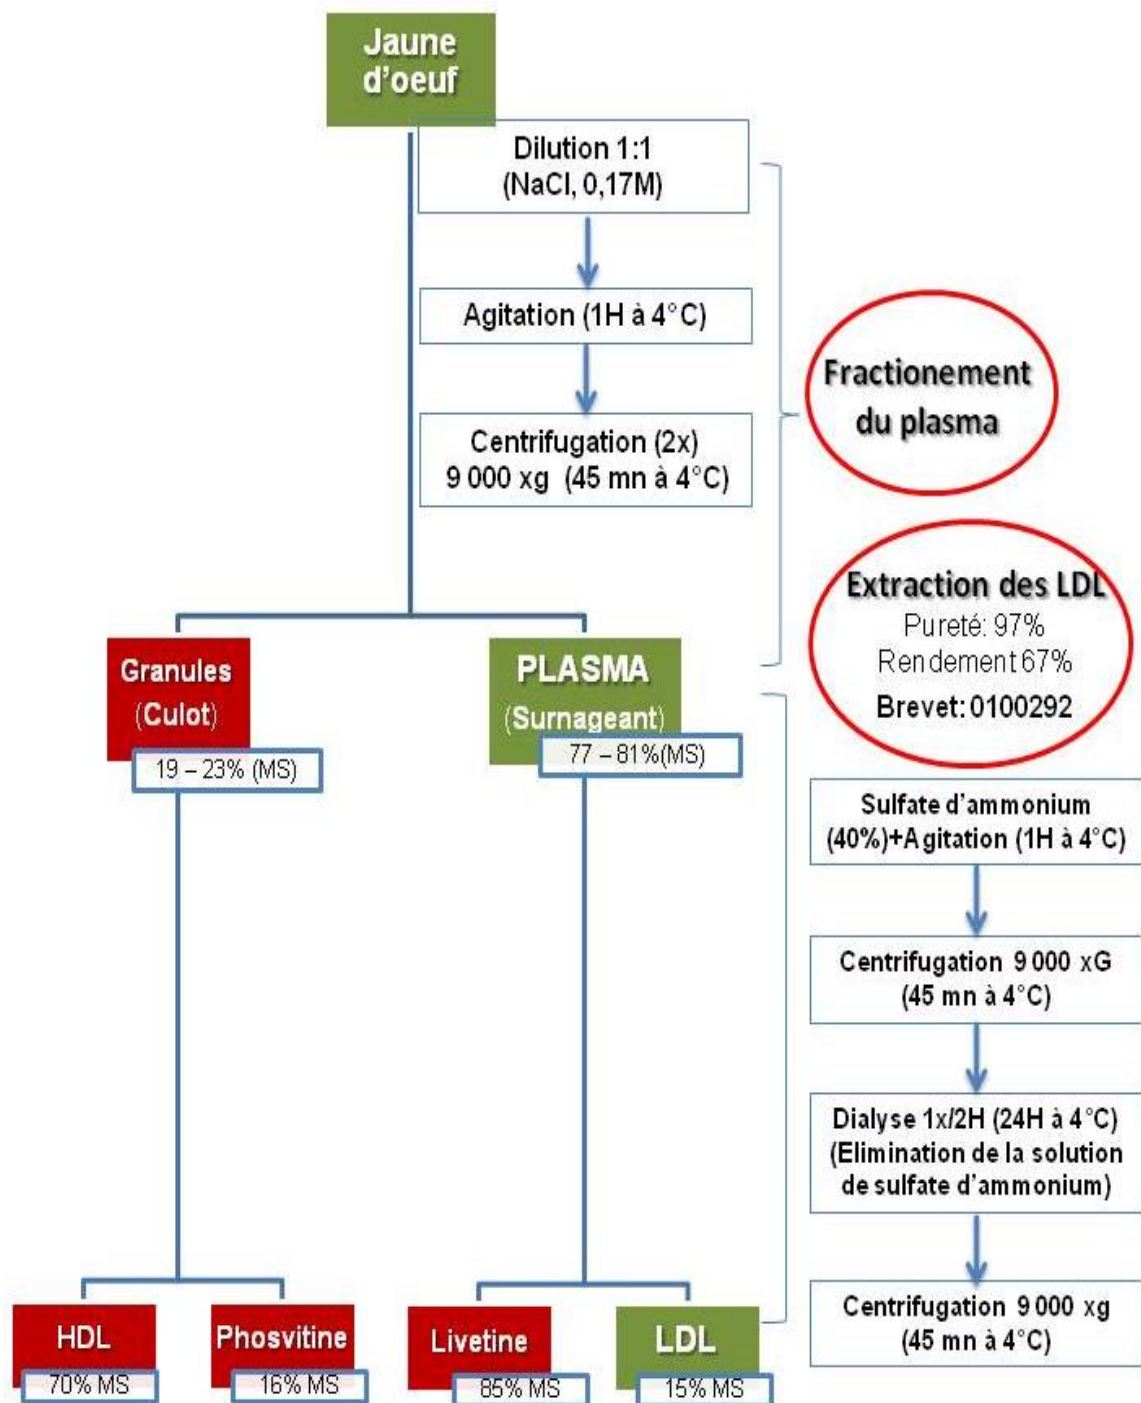 Jaune
d'oeuf
Dilution 1:1
(NaCl, 0,17M)
Agitation (1H à 4°C)
Centrifugation (2x)
9 000 xg (45 mn à 4°C)
Fractionement
du plasma
Extraction des LDL
Pureté: 97%
Rendement 67%
Brevet: 0100292
Granules
(Culot)
19 – 23% (MS)
PLASMA
(Surnageant)
77 – 81%(MS)
Sulfate d'ammonium
(40%)+Agitation (1H à 4°C)
Centrifugation 9 000 xG
(45 mn à 4°C)
Dialyse 1x/2H (24H à 4°C)
(Elimination de la solution
de sulfate d'ammonium)
Centrifugation 9 000 xg
(45 mn à 4°C)
HDL
70% MS
Phosvitine
16% MS
Livetine
85% MS
LDL
15% MS